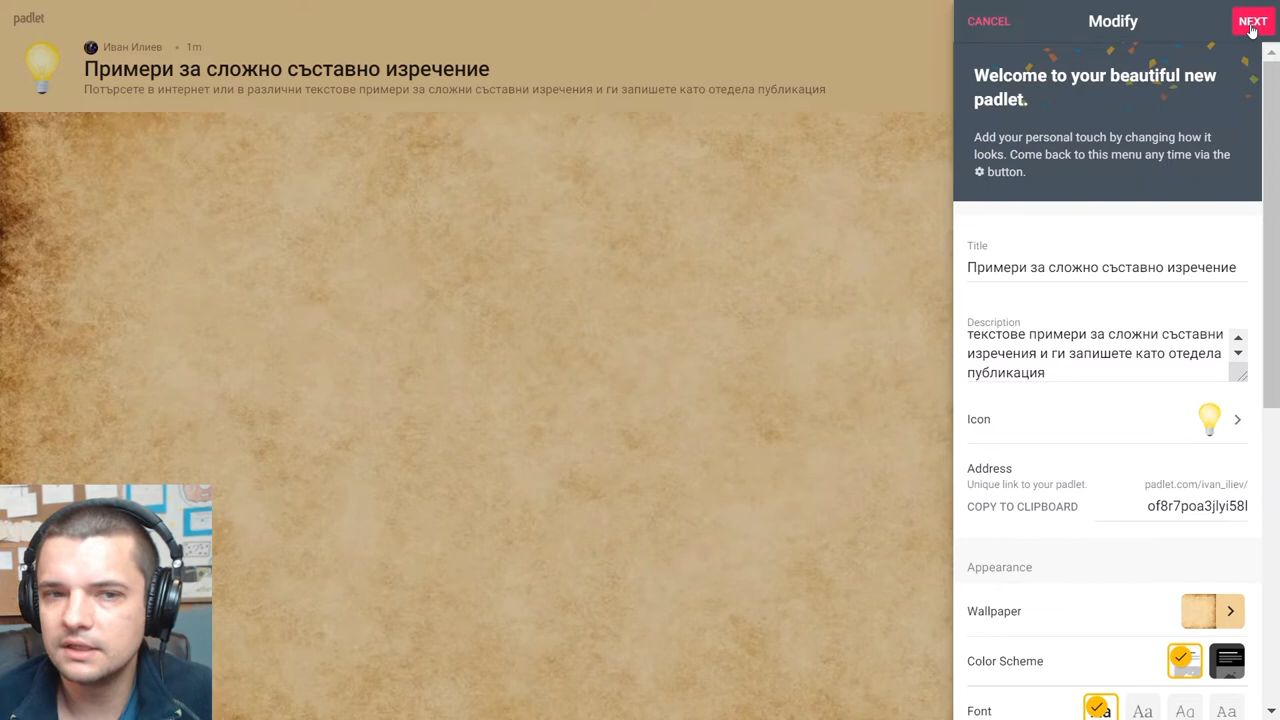 padlet
Иван Илиев • 1m
Примери за сложно съставно изречение
Потърсете в интернет или в различни текстове примери за сложни съставни изречения и ги запишете като отедела публикация
CANCEL
Modify
NEXT
Welcome to your beautiful new
padlet.
Add your personal touch by changing how it
looks. Come back to this menu any time via the
button.
Title
Примери за сложно съставно изречение
Description
текстове примери за сложни съставни
изречения и ги запишете като отедела
публикация
Icon
Address
Unique link to your padlet.
padlet.com/ivan_iliev/
COPY TO CLIPBOARD
of8r7poa3jlyi58l
Appearance
Wallpaper
Color Scheme
Font
Aa Aa Aa Aa